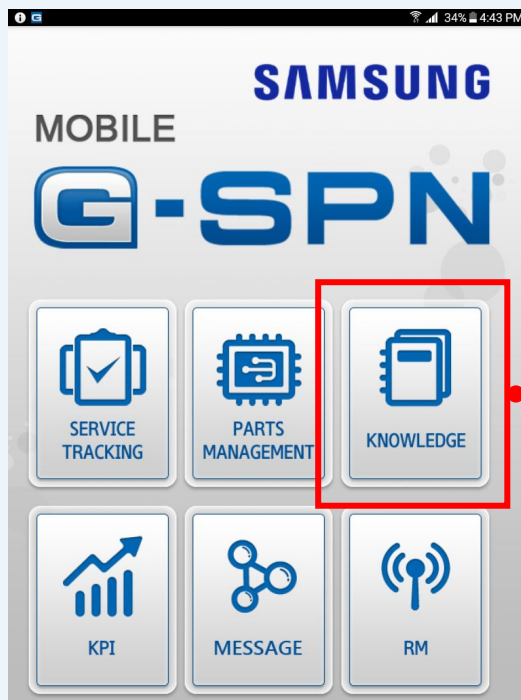 34% 4:43 PM
SAMSUNG
MOBILE
G-SPN
SERVICE
TRACKING
PARTS
MANAGEMENT
KNOWLEDGE
KPI
MESSAGE
RM